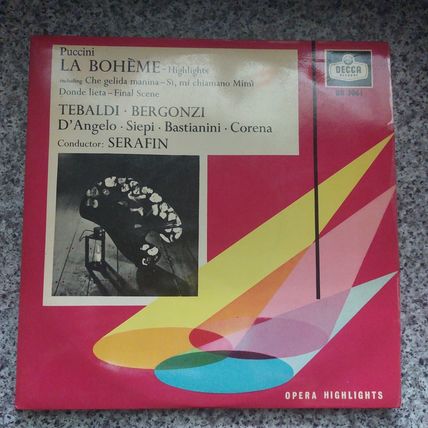 Puccini
LA BOHÈME - Highlights
including Che gelida manina - Sì, mi chiamano Mimì
Donde lieta - Final Scene
TEBALDI · BERGONZI
D'Angelo · Siepi · Bastianini · Corena
Conductor: SERAFIN
DECCA
OPERA HIGHLIGHTS